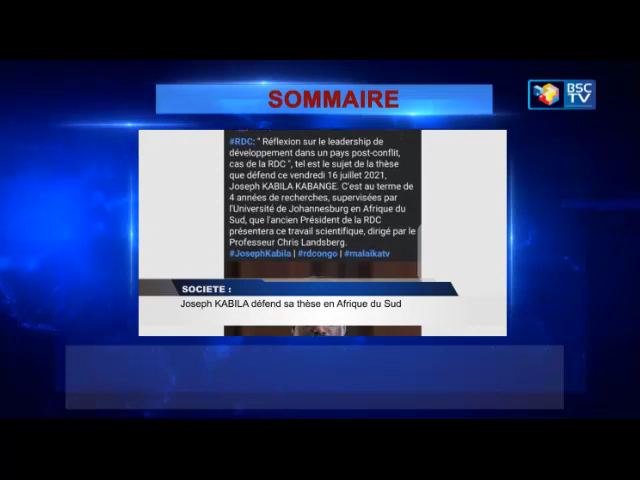 SOMMAIRE
BSC
TV
#RDC: " Réflexion sur le leadership de
développement dans un pays post-conflit,
cas de la RDC ", tel est le sujet de la thèse
que défend ce vendredi 16 juillet 2021,
Joseph KABILA KABANGE. C'est au terme de
4 années de recherches, supervisées par
l'Université de Johannesburg en Afrique du
Sud, que l'ancien Président de la RDC
présentera ce travail scientifique, dirigé par le
Professeur Chris Landsberg.
#JosephKabila | #rdcongo | #malaikatv
SOCIETE :
Joseph KABILA défend sa thèse en Afrique du Sud